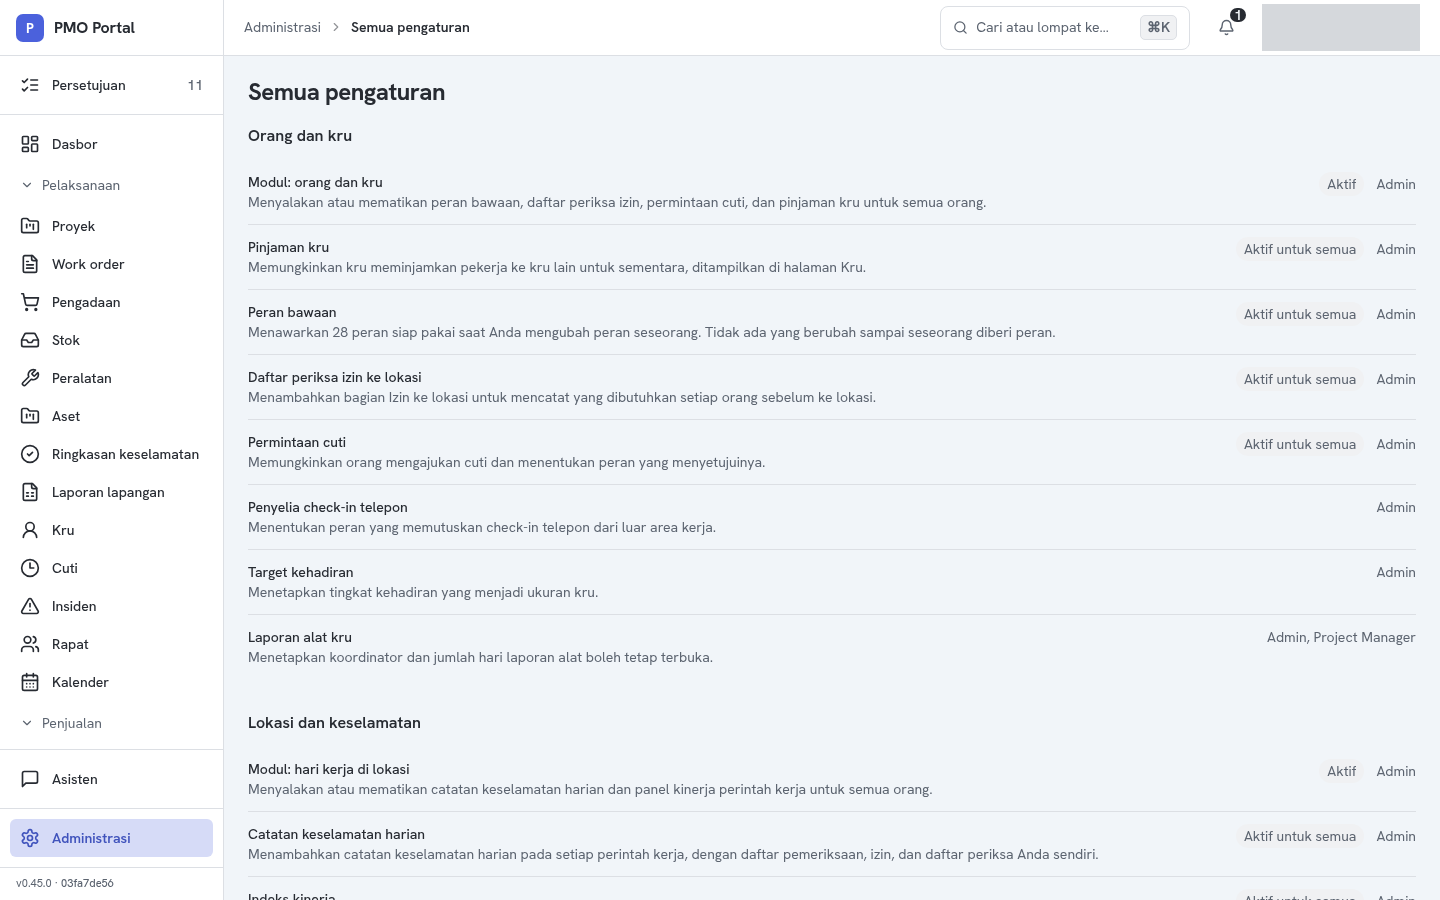 P PMO Portal
Administrasi > Semua pengaturan
Cari atau lompat ke...
⌘K
1
Persetujuan 11
Dasbor
Pelaksanaan
Proyek
Work order
Pengadaan
Stok
Peralatan
Aset
Ringkasan keselamatan
Laporan lapangan
Kru
Cuti
Insiden
Rapat
Kalender
Penjualan
Asisten
Administrasi
v0.45.0 · 03fa7de56
Semua pengaturan
Orang dan kru
Modul: orang dan kru Aktif Admin
Menyalakan atau mematikan peran bawaan, daftar periksa izin, permintaan cuti, dan pinjaman kru untuk semua orang.
Pinjaman kru Aktif untuk semua Admin
Memungkinkan kru meminjamkan pekerja ke kru lain untuk sementara, ditampilkan di halaman Kru.
Peran bawaan Aktif untuk semua Admin
Menawarkan 28 peran siap pakai saat Anda mengubah peran seseorang. Tidak ada yang berubah sampai seseorang diberi peran.
Daftar periksa izin ke lokasi Aktif untuk semua Admin
Menambahkan bagian Izin ke lokasi untuk mencatat yang dibutuhkan setiap orang sebelum ke lokasi.
Permintaan cuti Aktif untuk semua Admin
Memungkinkan orang mengajukan cuti dan menentukan peran yang menyetujuinya.
Penyelia check-in telepon Admin
Menentukan peran yang memutuskan check-in telepon dari luar area kerja.
Target kehadiran Admin
Menetapkan tingkat kehadiran yang menjadi ukuran kru.
Laporan alat kru Admin, Project Manager
Menetapkan koordinator dan jumlah hari laporan alat boleh tetap terbuka.
Lokasi dan keselamatan
Modul: hari kerja di lokasi Aktif Admin
Menyalakan atau mematikan catatan keselamatan harian dan panel kinerja perintah kerja untuk semua orang.
Catatan keselamatan harian Aktif untuk semua Admin
Menambahkan catatan keselamatan harian pada setiap perintah kerja, dengan daftar pemeriksaan, izin, dan daftar periksa Anda sendiri.
Indeks kinerja Aktif untuk semua Admin